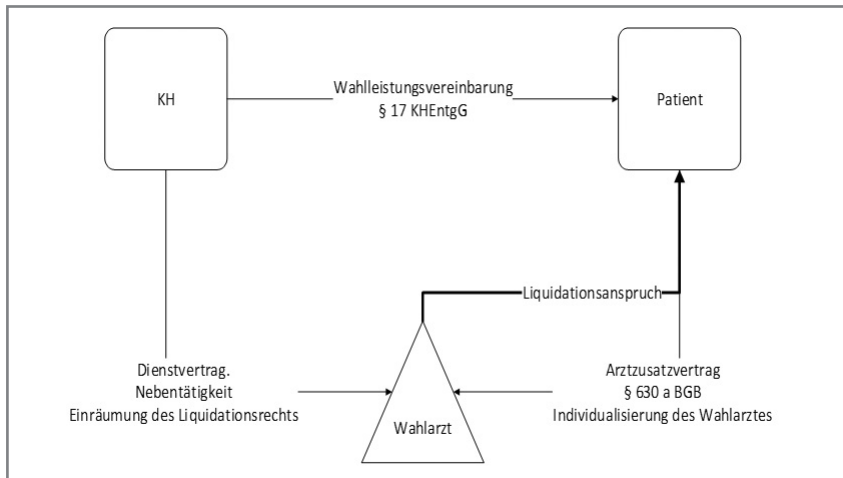 KH
Wahlleistungsvereinbarung
§ 17 KHEntgG
Patient
Liquidationsanspruch
Dienstvertrag.
Nebentätigkeit
Einräumung des Liquidationsrechts
Arztzusatzvertrag
§ 630 a BGB
Individualisierung des Wahlarztes
Wahlarzt